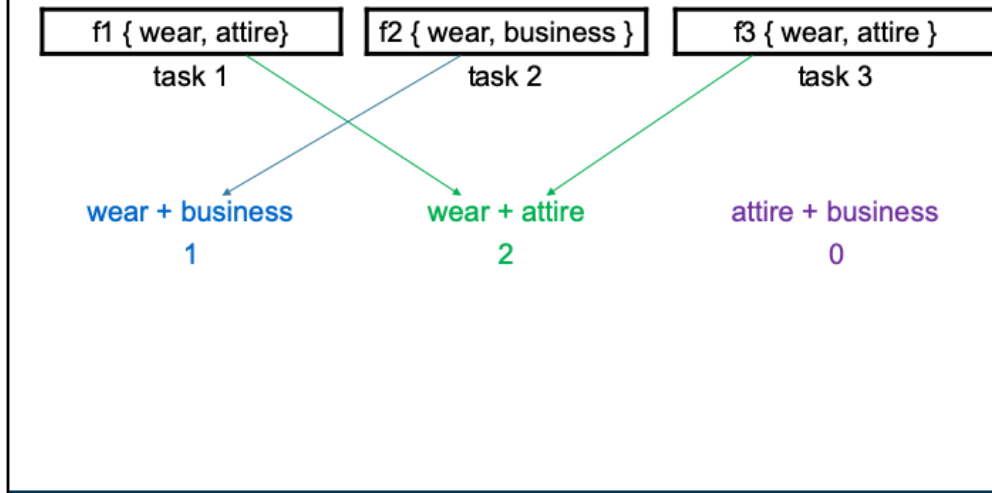 f1 { wear, attire}
f2 { wear, business }
f3 { wear, attire }
task 1
task 2
task 3
wear + business
wear + attire
attire + business
1
2
0